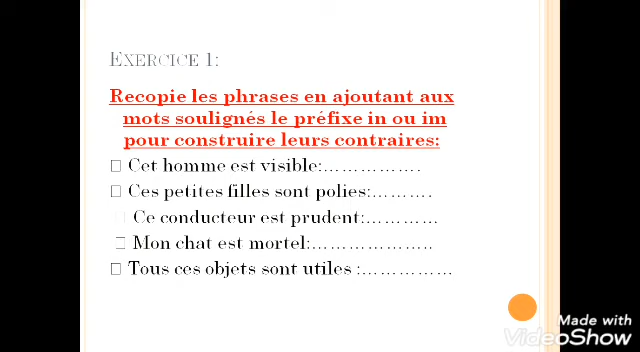 EXERCICE 1:
Recopie les phrases en ajoutant aux
mots soulignés le préfixe in ou im
pour construire leurs contraires:
□ Cet homme est visible:…………….
□ Ces petites filles sont polies:……….
□ Ce conducteur est prudent:…………
□ Mon chat est mortel:………………..
□ Tous ces objets sont utiles :……………
Made with
VideoShow